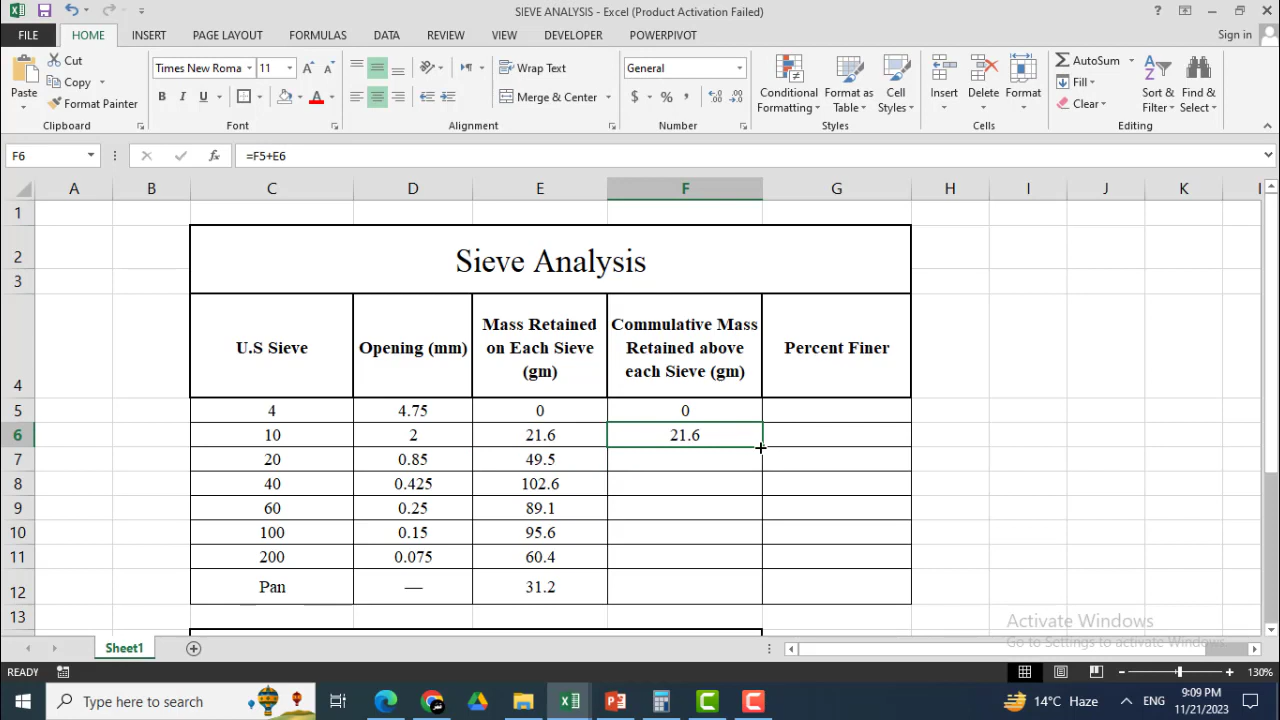 SIEVE ANALYSIS - Excel (Product Activation Failed)
FILE HOME INSERT PAGE LAYOUT FORMULAS DATA REVIEW VIEW DEVELOPER POWERPIVOT Sign in
Cut
Copy
Format Painter
Paste
Clipboard
Times New Roma 11
B I U A
Font
Wrap Text
Merge & Center
Alignment
General
$ % ,
Number
Conditional Formatting
Format as Table
Cell Styles
Styles
Insert Delete Format
Cells
AutoSum
Fill
Clear
Sort & Filter
Find & Select
Editing
F6 fx =F5+E6
A B C D E F G H I J K L
1
2 Sieve Analysis
3
4 U.S Sieve Opening (mm) Mass Retained on Each Sieve (gm) Commulative Mass Retained above each Sieve (gm) Percent Finer
5 4 4.75 0 0
6 10 2 21.6 21.6
7 20 0.85 49.5
8 40 0.425 102.6
9 60 0.25 89.1
10 100 0.15 95.6
11 200 0.075 60.4
12 Pan — 31.2
13
Activate Windows
Go to Settings to activate Windows.
Sheet1
READY 130%
Type here to search 14°C Haze ENG 9:09 PM
11/21/2023